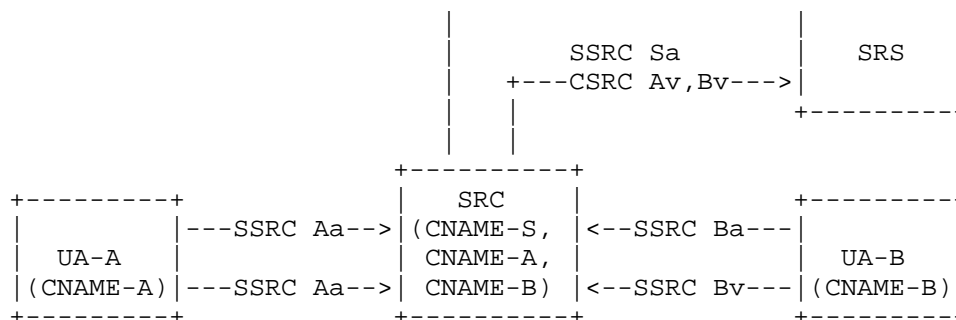 SSRC Sa SRS
+---CSRC Av,Bv--->
SRC
---SSRC Aa--> (CNAME-S, <--SSRC Ba---
UA-A CNAME-A, UA-B
(CNAME-A) ---SSRC Aa--> CNAME-B) <--SSRC Bv--- (CNAME-B)